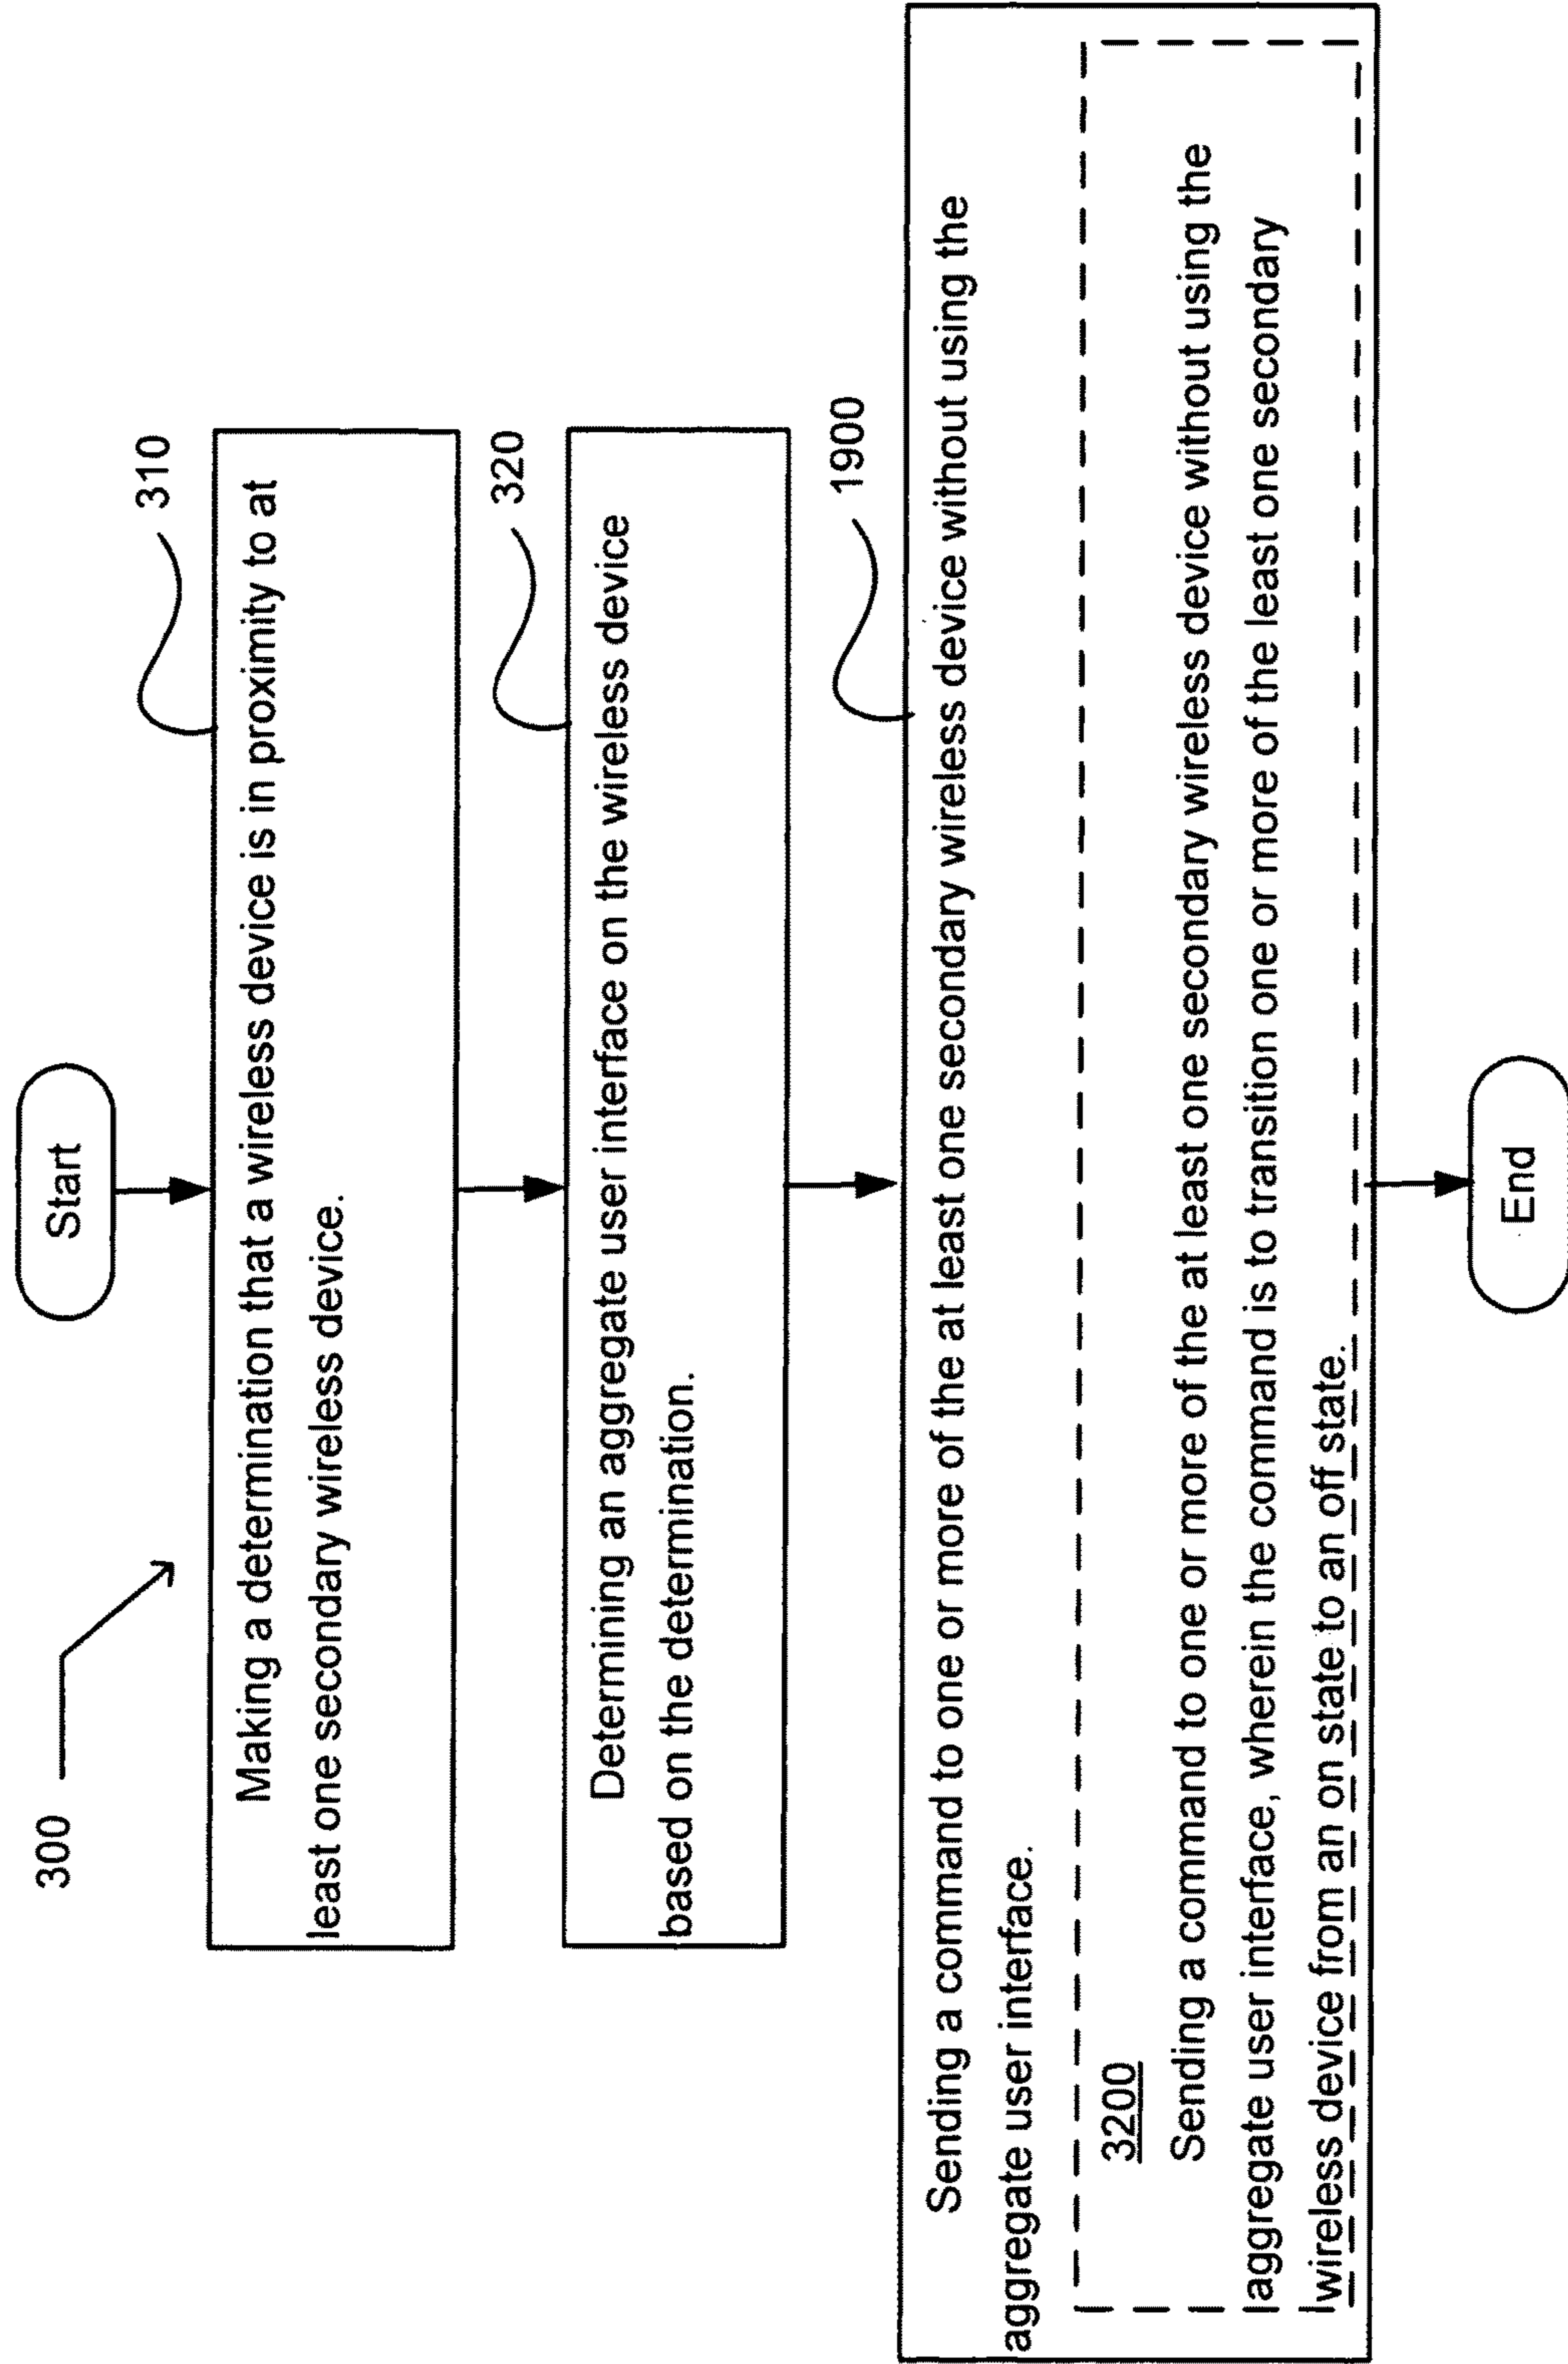 300
Start
310
Making a determination that a wireless device is in proximity to at
least one secondary wireless device.
320
Determining an aggregate user interface on the wireless device
based on the determination.
1900
Sending a command to one or more of the at least one secondary wireless device without using the
aggregate user interface.
3200
Sending a command to one or more of the at least one secondary wireless device without using the
aggregate user interface, wherein the command is to transition one or more of the least one secondary
wireless device from an on state to an off state.
End